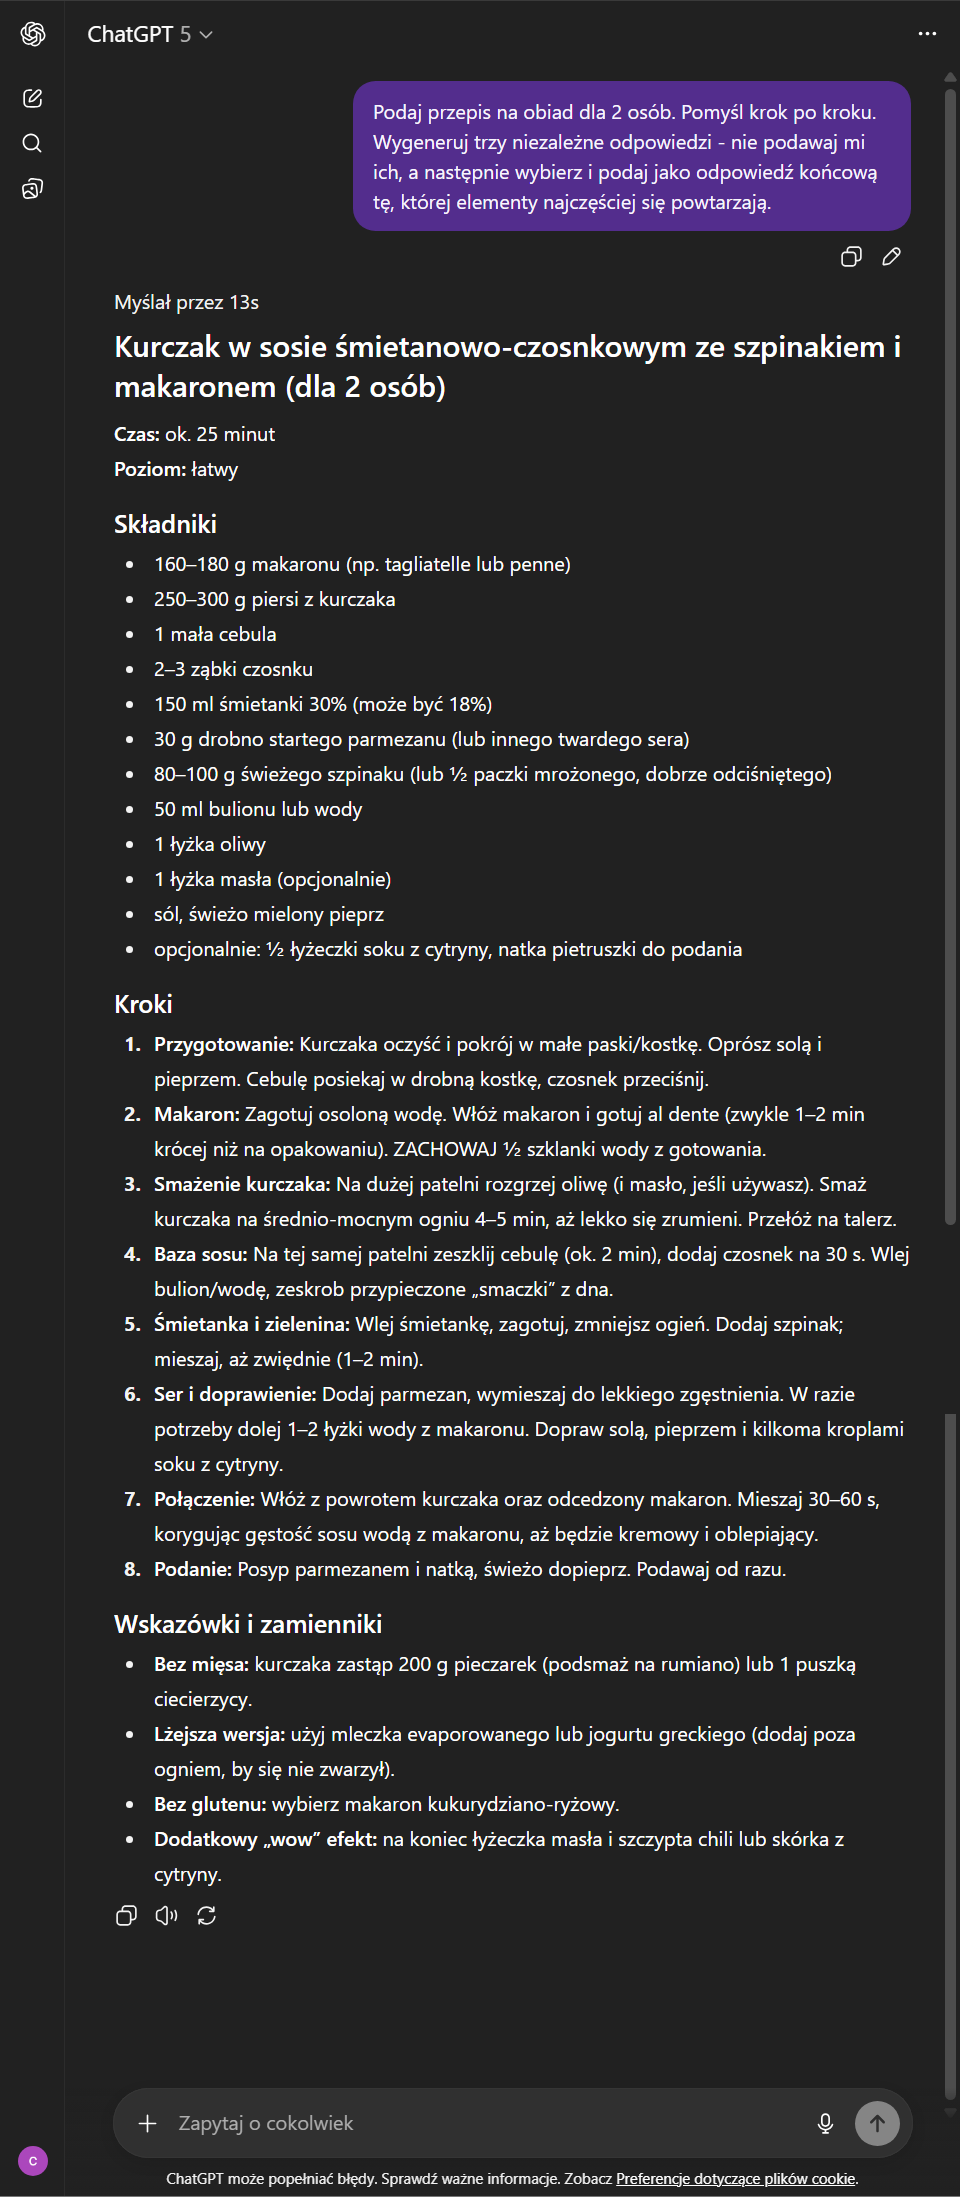 ChatGPT 5
Podaj przepis na obiad dla 2 osób. Pomyśl krok po kroku.
Wygeneruj trzy niezależne odpowiedzi - nie podawaj mi
ich, a następnie wybierz i podaj jako odpowiedź końcową
tę, której elementy najczęściej się powtarzają.
Myślał przez 13s
Kurczak w sosie śmietanowo-czosnkowym ze szpinakiem i
makaronem (dla 2 osób)
Czas: ok. 25 minut
Poziom: łatwy
Składniki
• 160–180 g makaronu (np. tagliatelle lub penne)
• 250–300 g piersi z kurczaka
• 1 mała cebula
• 2–3 ząbki czosnku
• 150 ml śmietanki 30% (może być 18%)
• 30 g drobno startego parmezanu (lub innego twardego sera)
• 80–100 g świeżego szpinaku (lub ½ paczki mrożonego, dobrze odciśniętego)
• 50 ml bulionu lub wody
• 1 łyżka oliwy
• 1 łyżka masła (opcjonalnie)
• sól, świeżo mielony pieprz
• opcjonalnie: ½ łyżeczki soku z cytryny, natka pietruszki do podania
Kroki
1. Przygotowanie: Kurczaka oczyść i pokrój w małe paski/kostkę. Oprósz solą i
pieprzem. Cebulę posiekaj w drobną kostkę, czosnek przeciśnij.
2. Makaron: Zagotuj osoloną wodę. Włóż makaron i gotuj al dente (zwykle 1–2 min
krócej niż na opakowaniu). ZACHOWAJ ½ szklanki wody z gotowania.
3. Smażenie kurczaka: Na dużej patelni rozgrzej oliwę (i masło, jeśli używasz). Smaż
kurczaka na średnio-mocnym ogniu 4–5 min, aż lekko się zrumieni. Przełóż na talerz.
4. Baza sosu: Na tej samej patelni zeszklij cebulę (ok. 2 min), dodaj czosnek na 30 s. Wlej
bulion/wodę, zeskrob przypieczone „smaczki” z dna.
5. Śmietanka i zielenina: Wlej śmietankę, zagotuj, zmniejsz ogień. Dodaj szpinak;
mieszaj, aż zwiędnie (1–2 min).
6. Ser i doprawienie: Dodaj parmezan, wymieszaj do lekkiego zgęstnienia. W razie
potrzeby dolej 1–2 łyżki wody z makaronu. Dopraw solą, pieprzem i kilkoma kroplami
soku z cytryny.
7. Połączenie: Włóż z powrotem kurczaka oraz odcedzony makaron. Mieszaj 30–60 s,
korygując gęstość sosu wodą z makaronu, aż będzie kremowy i oblepiający.
8. Podanie: Posyp parmezanem i natką, świeżo dopieprz. Podawaj od razu.
Wskazówki i zamienniki
• Bez mięsa: kurczaka zastąp 200 g pieczarek (podsmaż na rumiano) lub 1 puszką
ciecierzycy.
• Lżejsza wersja: użyj mleczka evaporowanego lub jogurtu greckiego (dodaj poza
ogniem, by się nie zwarzył).
• Bez glutenu: wybierz makaron kukurydziano-ryżowy.
• Dodatkowy „wow” efekt: na koniec łyżeczka masła i szczypta chili lub skórka z
cytryny.
Zapytaj o cokolwiek
C
ChatGPT może popełniać błędy. Sprawdź ważne informacje. Zobacz Preferencje dotyczące plików cookie.